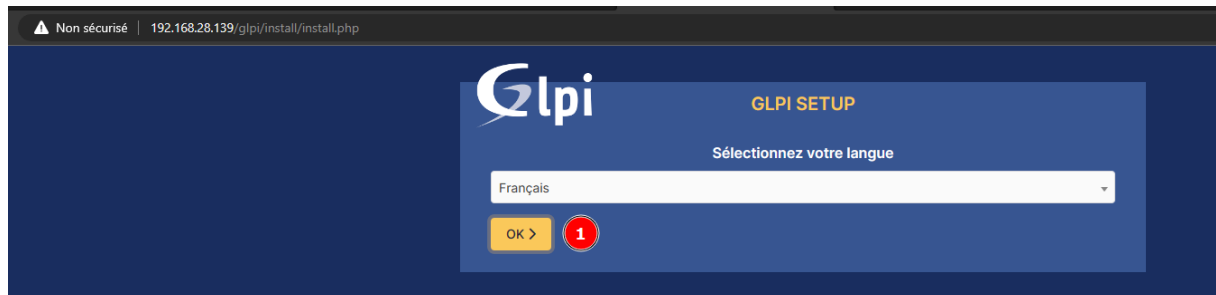 Non sécurisé | 192.168.28.139/glpi/install/install.php
Glpi
GLPI SETUP
Sélectionnez votre langue
Français
OK >
1